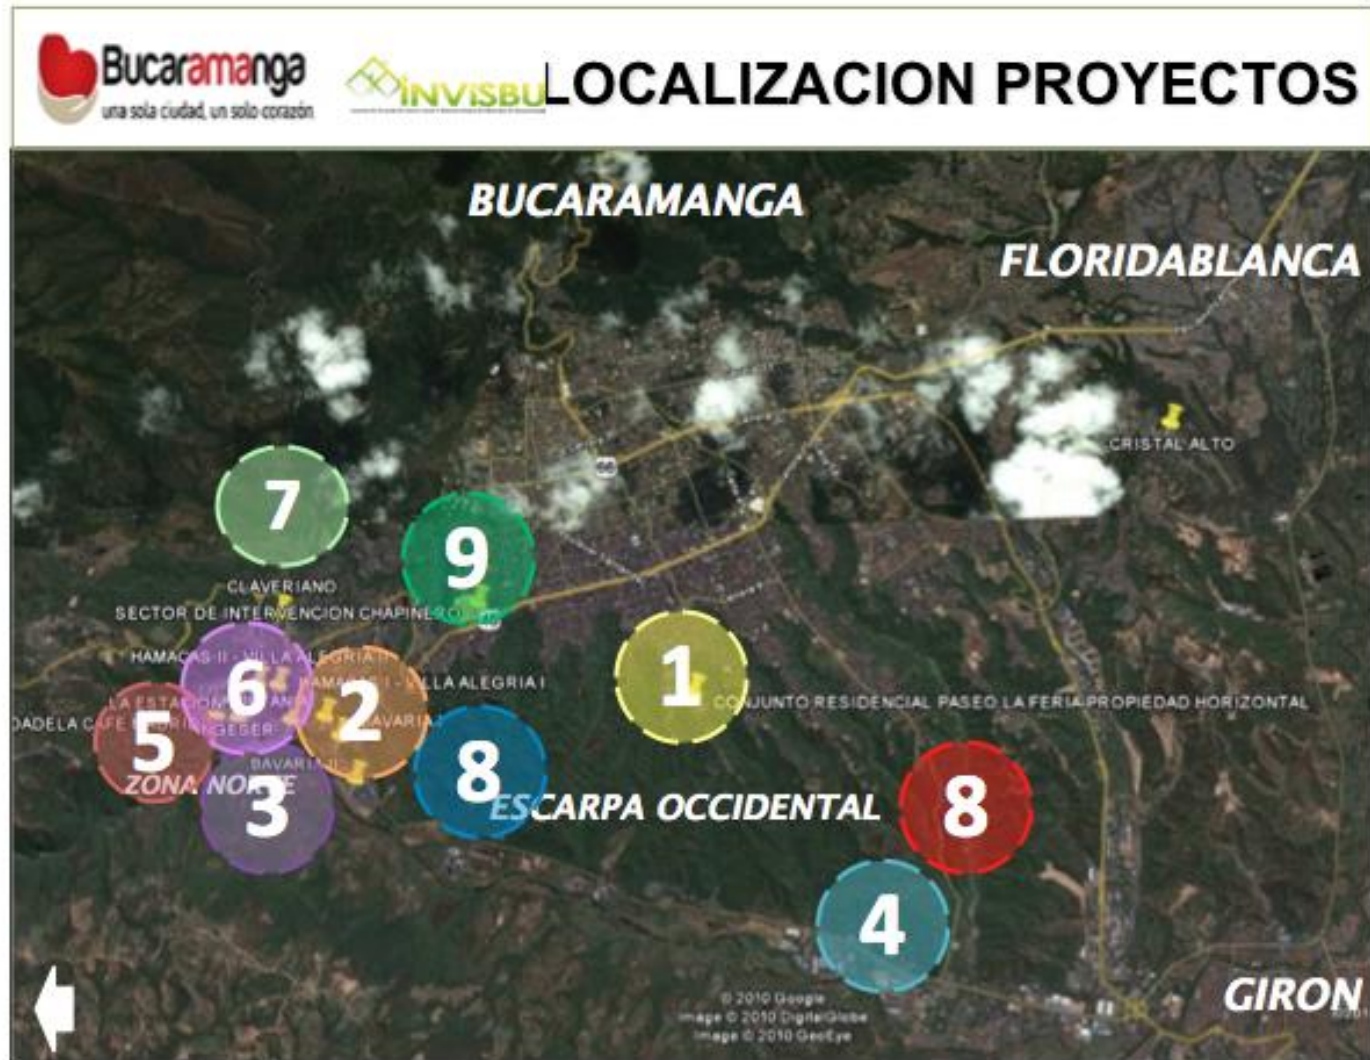 Bucaramanga
una sola ciudad, un solo corazón
INVISBU
LOCALIZACION PROYECTOS
BUCARAMANGA
FLORIDABLANCA
66
CRISTAL ALTO
7
9
CLAVERIANO
SECTOR DE INTERVENCION CHAPINERO
HAMACAS II - VILLA ALEGRIA II
HAMACAS I - VILLA ALEGRIA I
6
2
1
LA ESTACION
CONJUNTO RESIDENCIAL PASEO LA FERIA-PROPIEDAD HORIZONTAL
BAVARIA I
5
BAVARIA II
8
ZONA NORTE
3
ESCARPA OCCIDENTAL
8
4
GIRON
© 2010 Google
Image © 2010 DigitalGlobe
Image © 2010 GeoEye